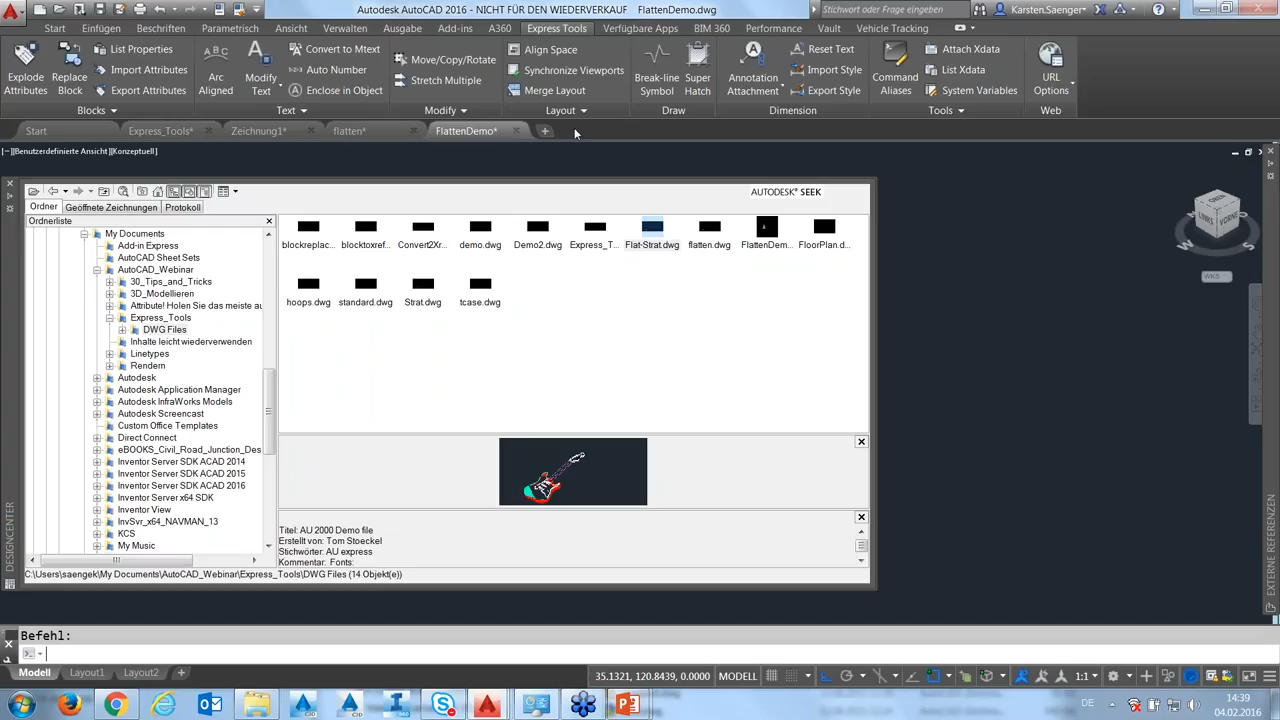 Autodesk AutoCAD 2016 - NICHT FÜR DEN WIEDERVERKAUF FlattenDemo.dwg
Stichwort oder Frage eingeben
Karsten.Saenger
Start Einfügen Beschriften Parametrisch Ansicht Verwalten Ausgabe Add-ins A360 Express Tools Verfügbare Apps BIM 360 Performance Vault Vehicle Tracking
Explode Attributes
Replace Block
List Properties
Import Attributes
Export Attributes
Arc Aligned
Modify Text
Convert to Mtext
Auto Number
Enclose in Object
Move/Copy/Rotate
Stretch Multiple
Align Space
Synchronize Viewports
Merge Layout
Break-line Symbol
Super Hatch
Annotation Attachment
Reset Text
Import Style
Export Style
Command Aliases
Attach Xdata
List Xdata
System Variables
URL Options
Blocks Text Modify Layout Draw Dimension Tools Web
Start Express_Tools* Zeichnung1* flatten* FlattenDemo*
[−][Benutzerdefinierte Ansicht][Konzeptuell]
AUTODESK® SEEK
Ordner Geöffnete Zeichnungen Protokoll
Ordnerliste
My Documents
Add-in Express
AutoCAD Sheet Sets
AutoCAD_Webinar
30_Tips_and_Tricks
3D_Modellieren
Attribute! Holen Sie das meiste au
Express_Tools
DWG Files
Inhalte leicht wiederverwenden
Linetypes
Rendern
Autodesk
Autodesk Application Manager
Autodesk InfraWorks Models
Autodesk Screencast
Custom Office Templates
Direct Connect
eBOOKS_Civil_Road_Junction_Des
Inventor Server SDK ACAD 2014
Inventor Server SDK ACAD 2015
Inventor Server SDK ACAD 2016
Inventor Server x64 SDK
Inventor View
InvSvr_x64_NAVMAN_13
KCS
My Music
blockreplac... blocktoxref... Convert2Xr... demo.dwg Demo2.dwg Express_T... Flat-Strat.dwg flatten.dwg FlattenDem... FloorPlan.d...
hoops.dwg standard.dwg Strat.dwg tcase.dwg
Titel: AU 2000 Demo file
Erstellt von: Tom Stoeckel
Stichwörter: AU express
Kommentar: Fonts:
C:\Users\saengek\My Documents\AutoCAD_Webinar\Express_Tools\DWG Files (14 Objekt(e))
DESIGNCENTER
EXTERNE REFERENZEN
OBEN
LINKS
VORNE
WKS
Befehl:
Modell Layout1 Layout2
35.1321, 120.8439, 0.0000 MODELL
1:1
DE
14:39
04.02.2016